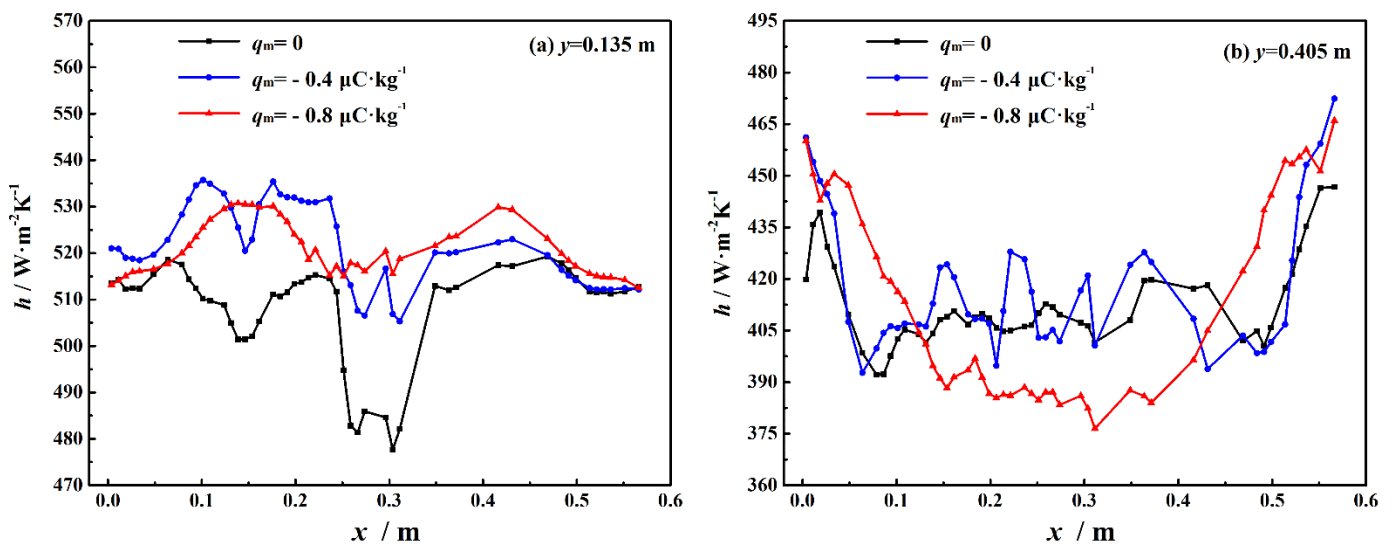 570
560
550
540
530
520
510
500
490
480
470
h / W·m⁻²K⁻¹
qm= 0
qm= - 0.4 μC·kg⁻¹
qm= - 0.8 μC·kg⁻¹
(a) y=0.135 m
0.0 0.1 0.2 0.3 0.4 0.5 0.6
x / m
495
480
465
450
435
420
405
390
375
360
h / W·m⁻²K⁻¹
qm= 0
qm= - 0.4 μC·kg⁻¹
qm= - 0.8 μC·kg⁻¹
(b) y=0.405 m
0.0 0.1 0.2 0.3 0.4 0.5 0.6
x / m